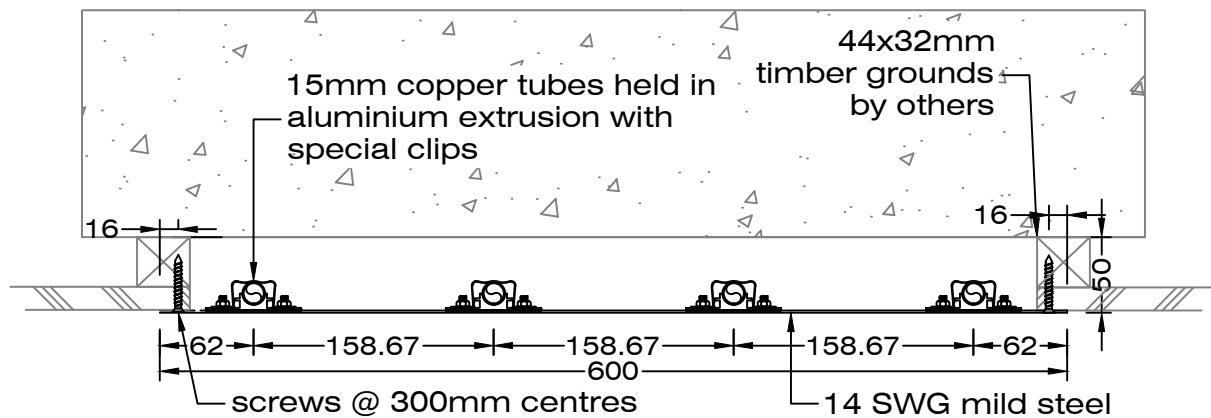 15mm copper tubes held in
aluminium extrusion with
special clips
44x32mm
timber grounds
by others
16
16
50
62
158.67
158.67
158.67
62
600
screws @ 300mm centres
14 SWG mild steel